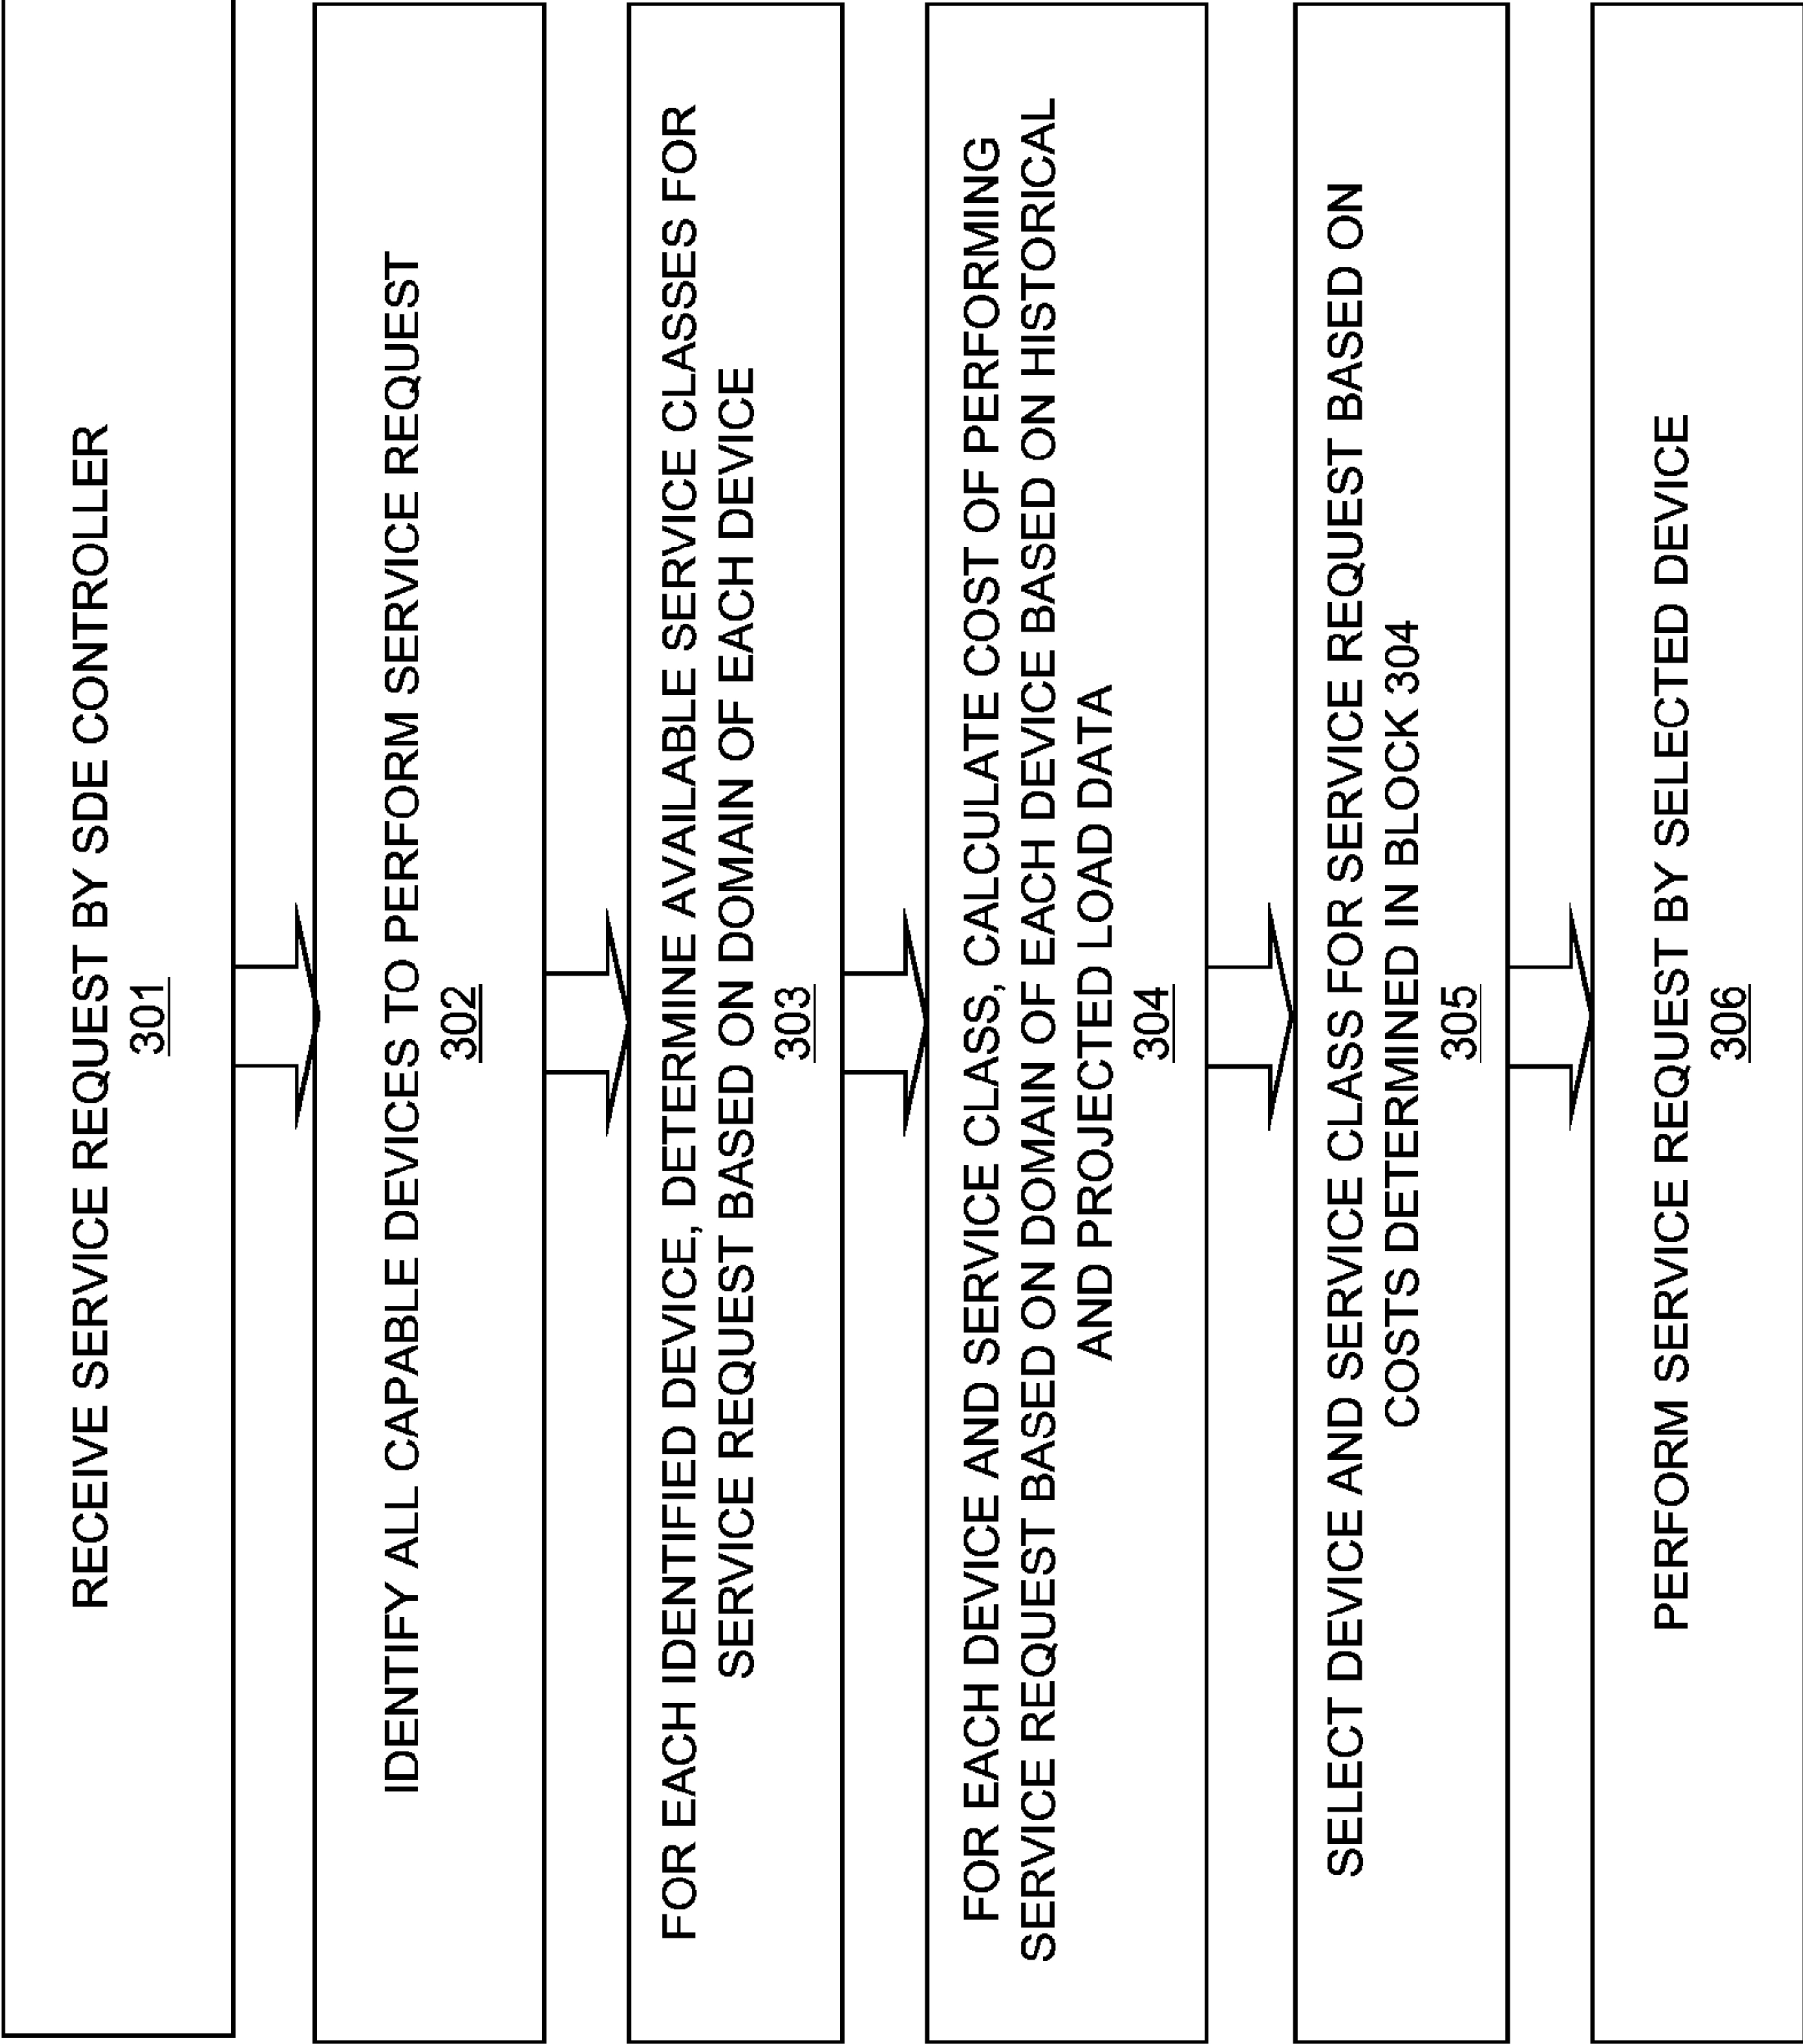 RECEIVE SERVICE REQUEST BY SDE CONTROLLER
301
IDENTIFY ALL CAPABLE DEVICES TO PERFORM SERVICE REQUEST
302
FOR EACH IDENTIFIED DEVICE, DETERMINE AVAILABLE SERVICE CLASSES FOR
SERVICE REQUEST BASED ON DOMAIN OF EACH DEVICE
303
FOR EACH DEVICE AND SERVICE CLASS, CALCULATE COST OF PERFORMING
SERVICE REQUEST BASED ON DOMAIN OF EACH DEVICE BASED ON HISTORICAL
AND PROJECTED LOAD DATA
304
SELECT DEVICE AND SERVICE CLASS FOR SERVICE REQUEST BASED ON
COSTS DETERMINED IN BLOCK 304
305
PERFORM SERVICE REQUEST BY SELECTED DEVICE
306